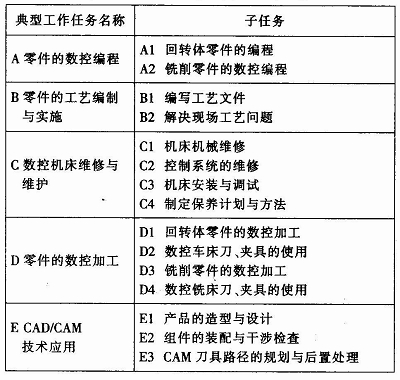 典型工作任务名称 子任务
A 零件的数控编程
A1 回转体零件的编程
A2 铣削零件的数控编程
B 零件的工艺编制
与实施
B1 编写工艺文件
B2 解决现场工艺问题
C 数控机床维修与
维护
C1 机床机械维修
C2 控制系统的维修
C3 机床安装与调试
C4 制定保养计划与方法
D 零件的数控加工
D1 回转体零件的数控加工
D2 数控车床刀、夹具的使用
D3 铣削零件的数控加工
D4 数控铣床刀、夹具的使用
E CAD/CAM
技术应用
E1 产品的造型与设计
E2 组件的装配与干涉检查
E3 CAM 刀具路径的规划与后置处理